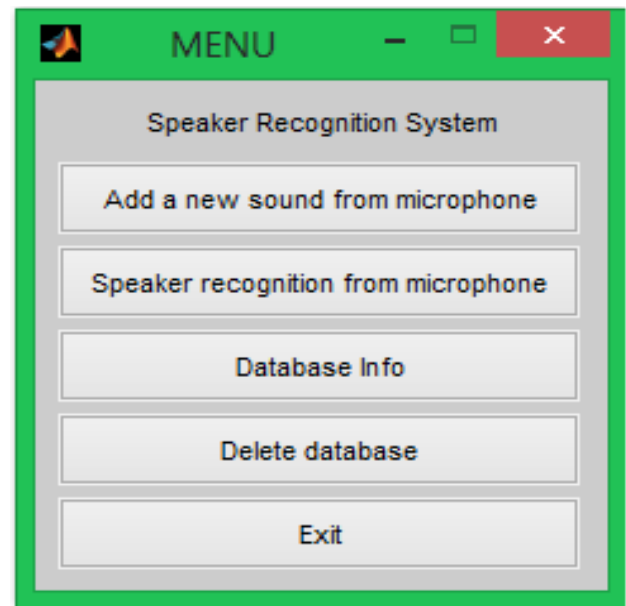 MENU
Speaker Recognition System
Add a new sound from microphone
Speaker recognition from microphone
Database Info
Delete database
Exit